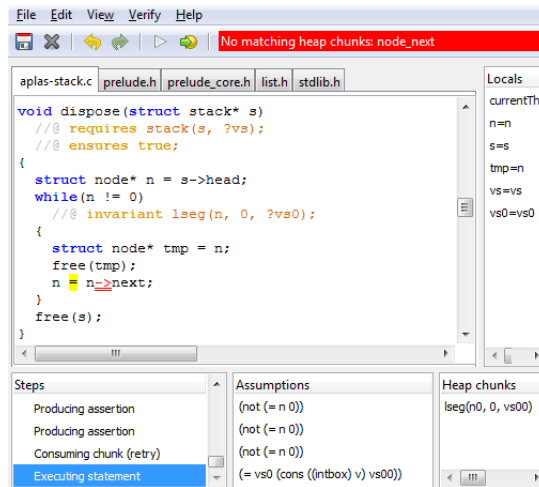 File Edit View Verify Help
No matching heap chunks: node_next
aplas-stack.c prelude.h prelude_core.h list.h stdlib.h
void dispose(struct stack* s)
//@ requires stack(s, ?vs);
//@ ensures true;
{
struct node* n = s->head;
while(n != 0)
//@ invariant lseg(n, 0, ?vs0);
{
struct node* tmp = n;
free(tmp);
n = n->next;
}
free(s);
}
Locals
currentTh
n=n
s=s
tmp=n
vs=vs
vs0=vs0
Steps
Producing assertion
Producing assertion
Consuming chunk (retry)
Executing statement
Assumptions
(not (= n 0))
(not (= n 0))
(not (= n 0))
(= vs0 (cons ((intbox) v) vs00))
Heap chunks
lseg(n0, 0, vs00)